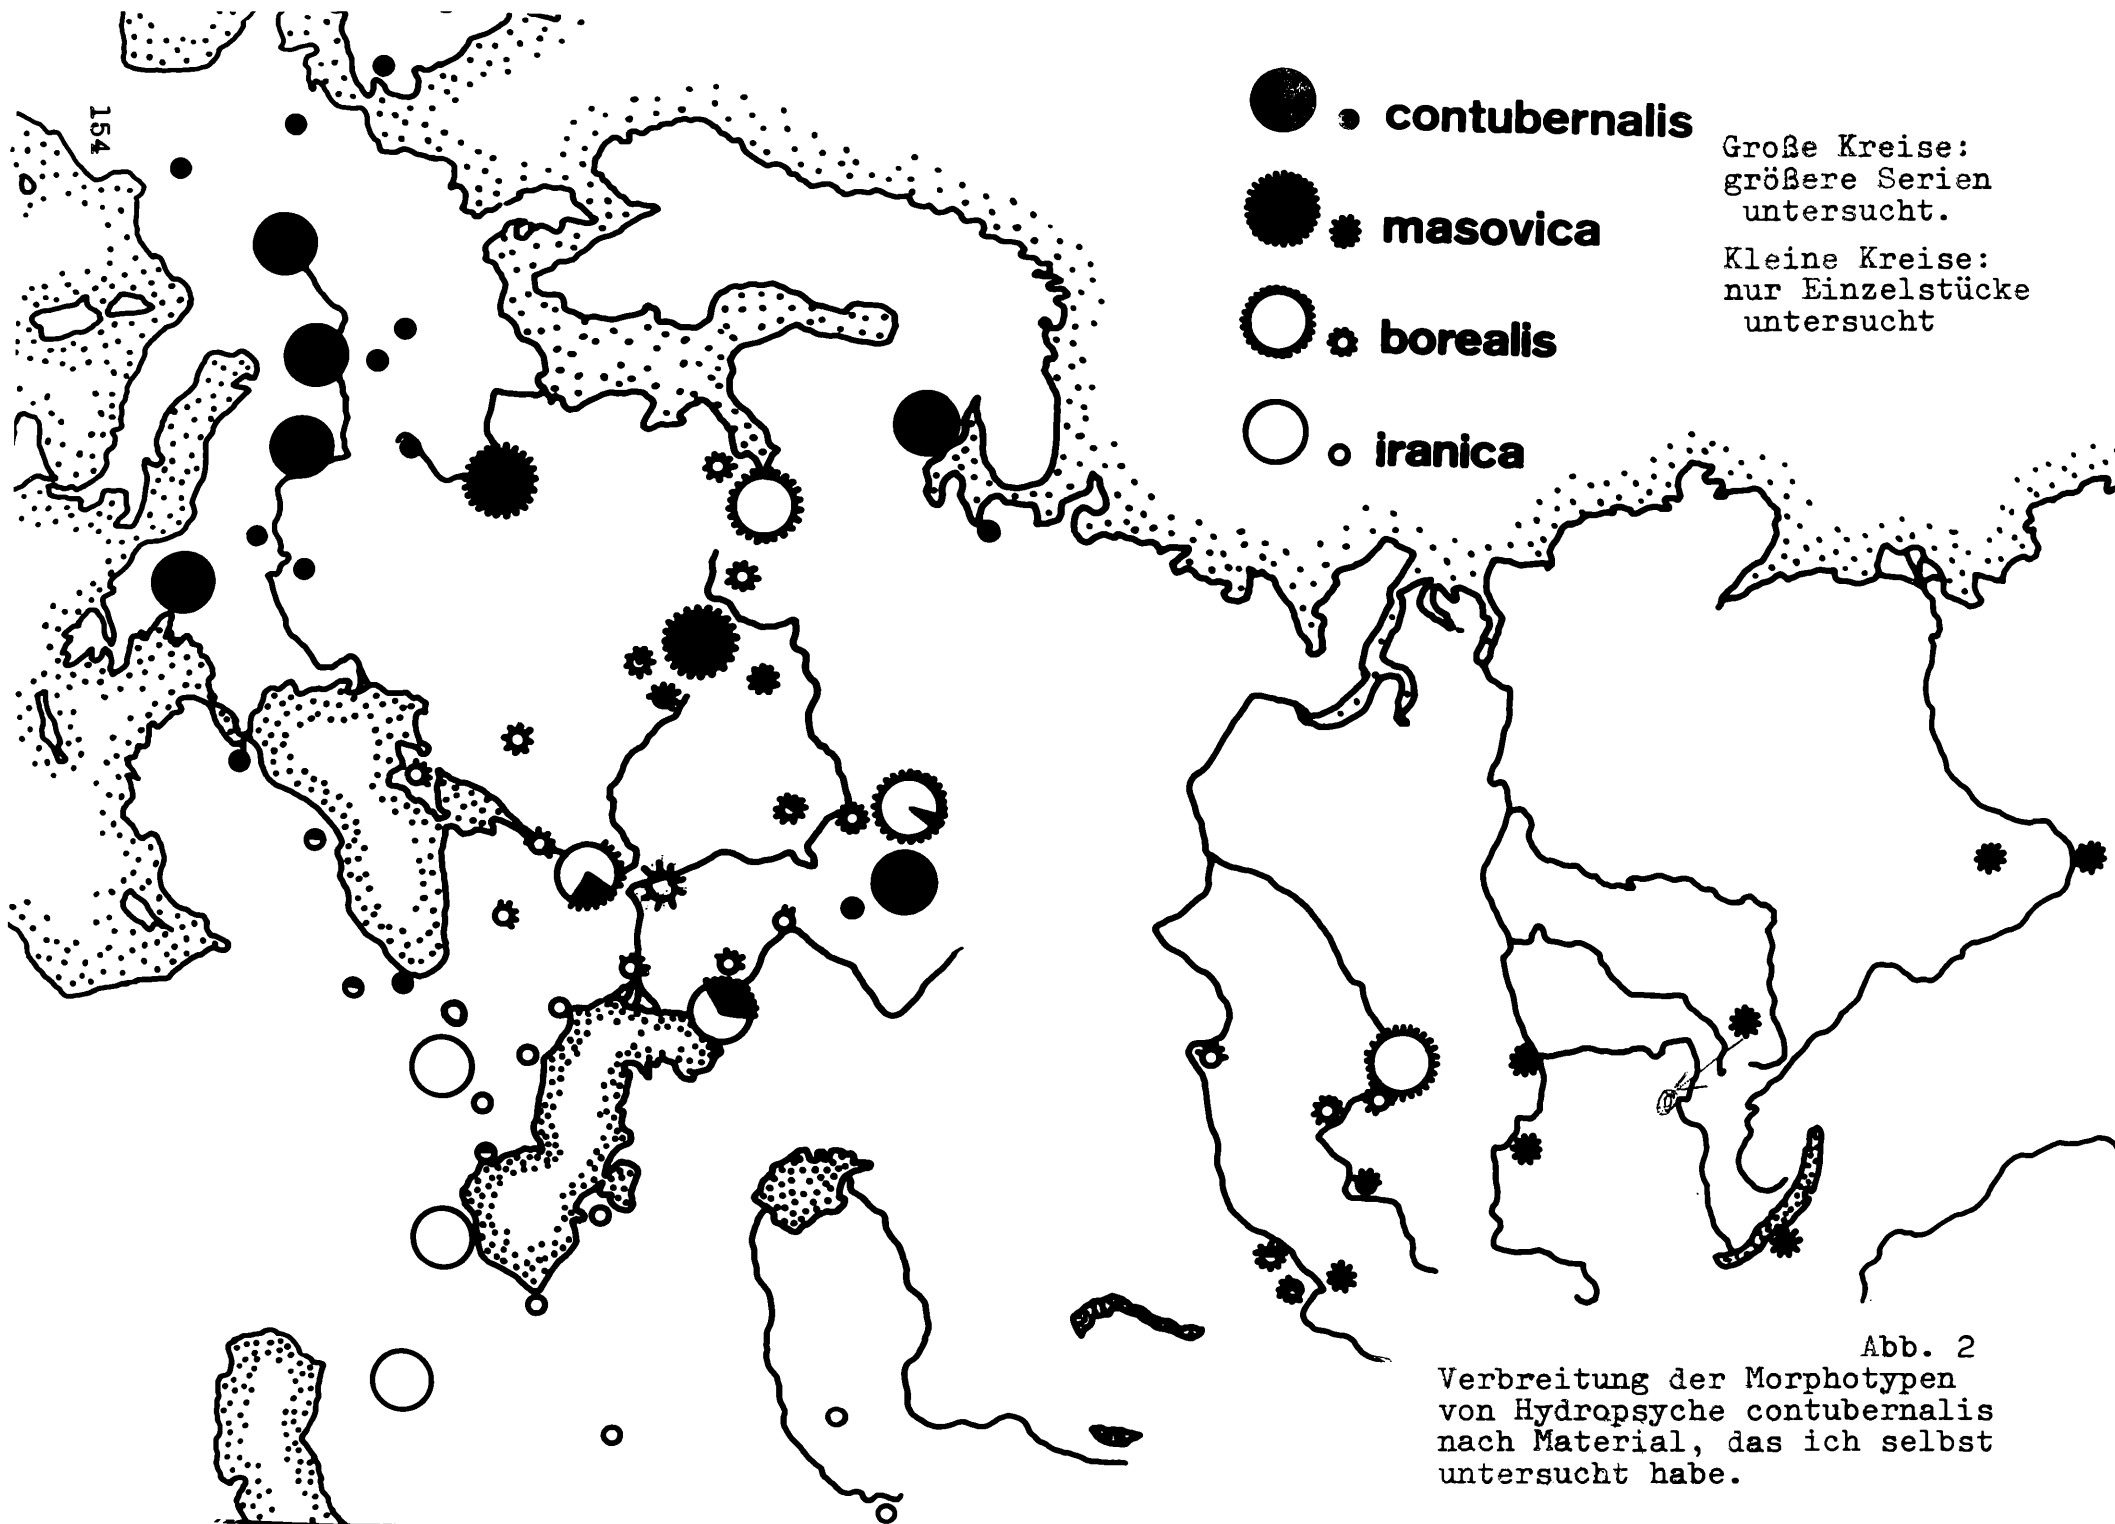 154
contubernalis
masovica
borealis
iranica
Große Kreise:
größere Serien
untersucht.
Kleine Kreise:
nur Einzelstücke
untersucht
Abb. 2
Verbreitung der Morphotypen
von Hydropsyche contubernalis
nach Material, das ich selbst
untersucht habe.